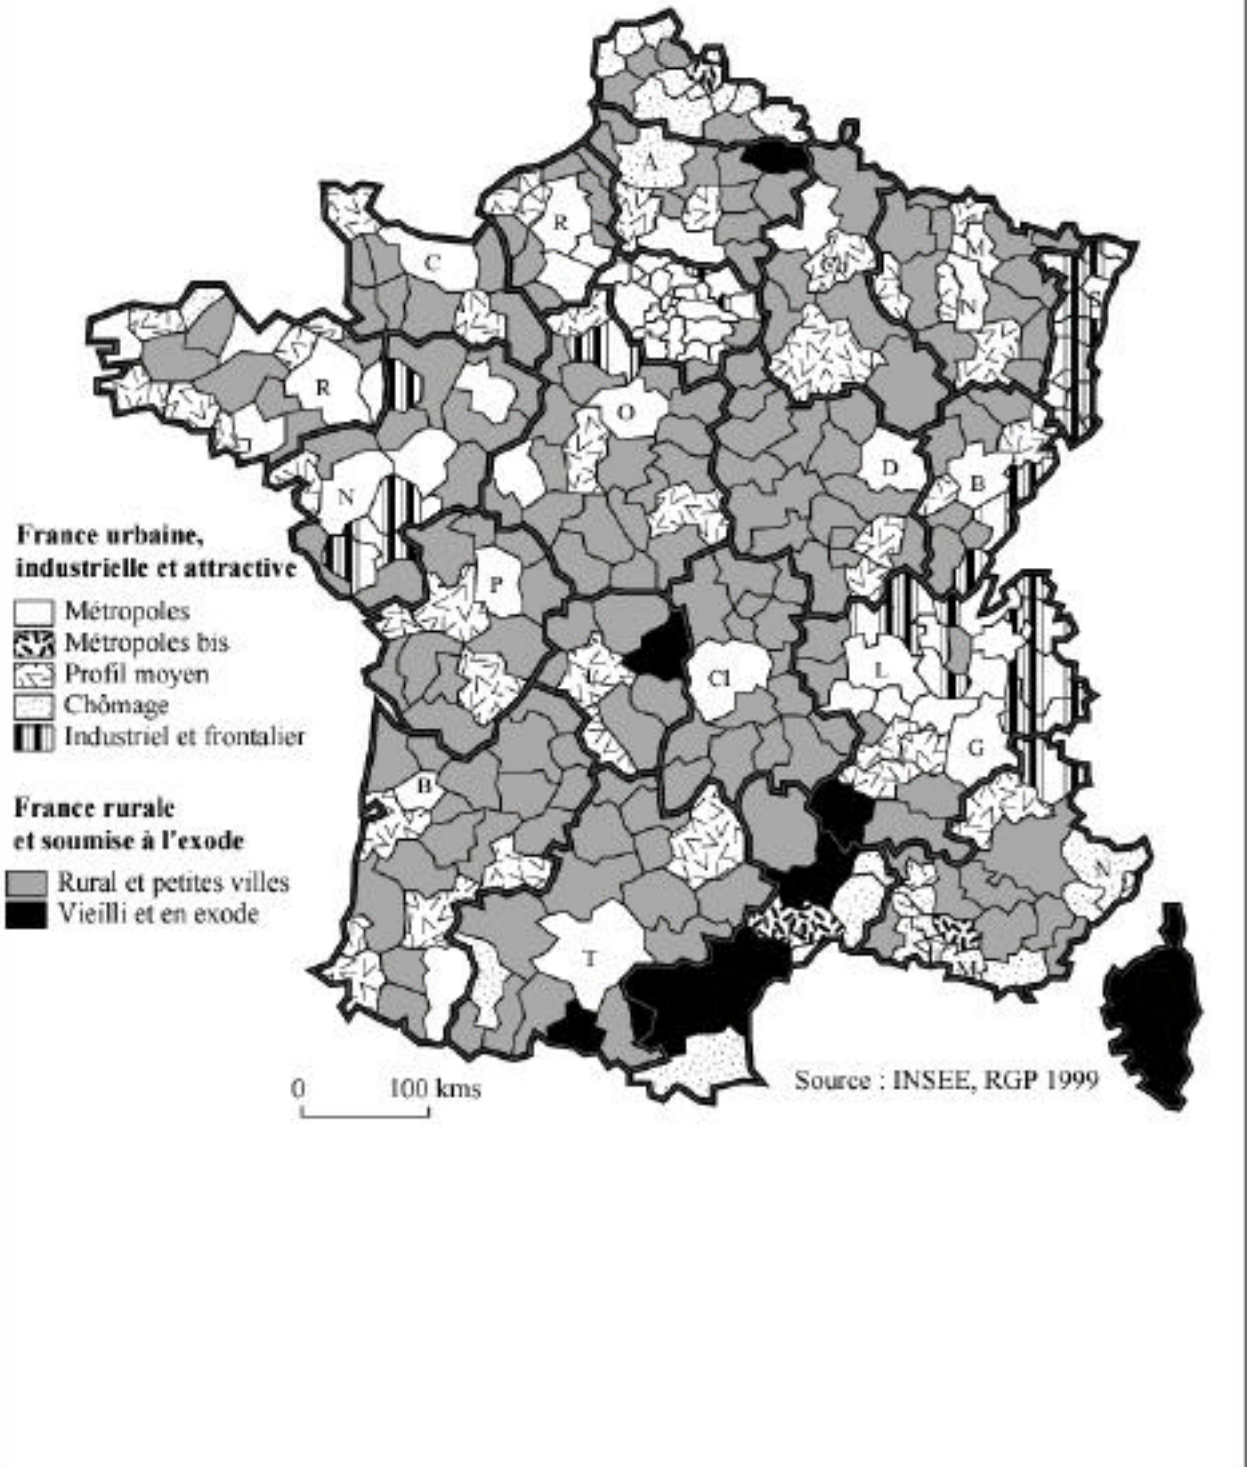 A
R
C
M
N
S
R
O
D
B
N
P
L
Cl
L
G
B
N
T
M
France urbaine,
industrielle et attractive
Métropoles
Métropoles bis
Profil moyen
Chômage
Industriel et frontalier
France rurale
et soumise à l'exode
Rural et petites villes
Vieilli et en exode
0 100 kms
Source : INSEE, RGP 1999